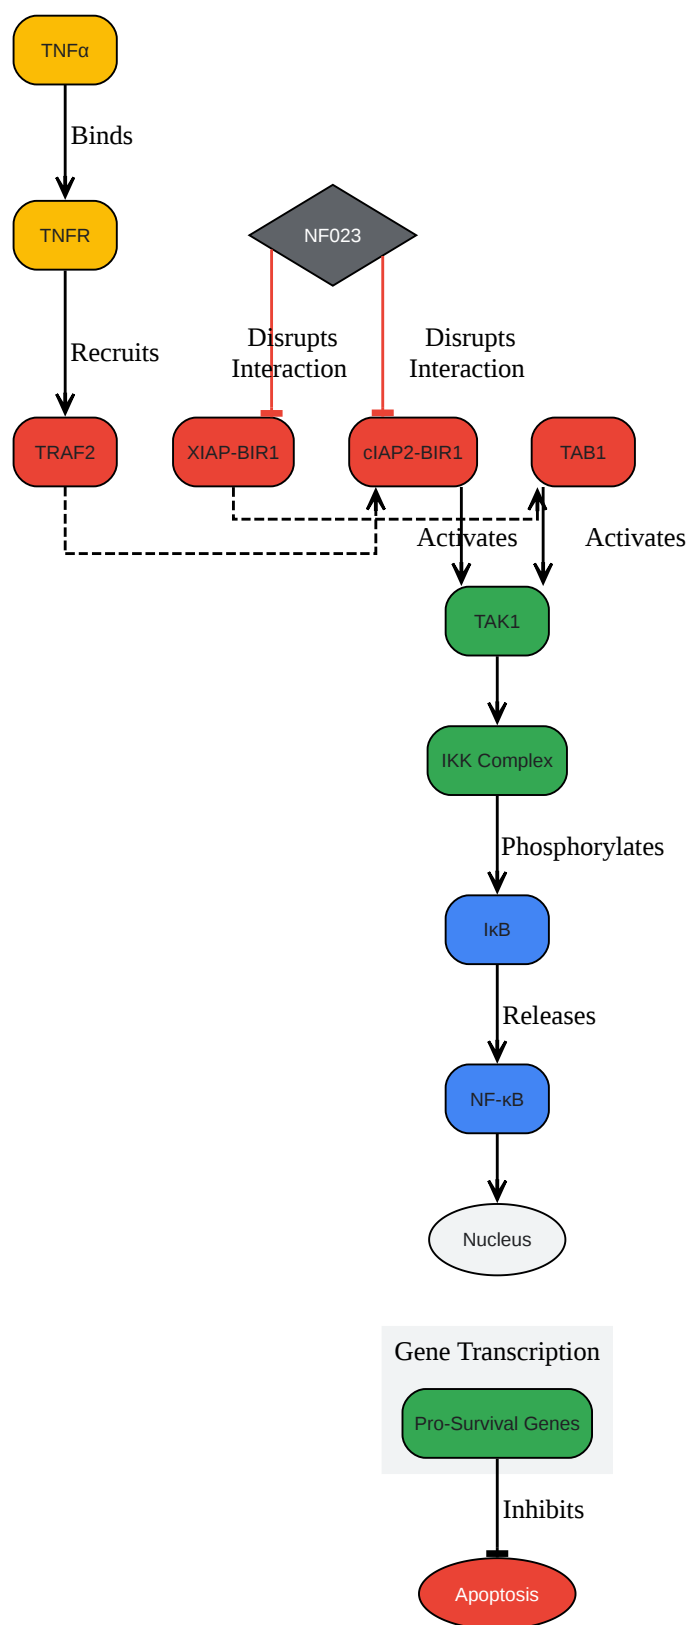 TNFα
Binds
TNFR
NF023
Recruits
Disrupts
Interaction
Disrupts
Interaction
TRAF2
XIAP-BIR1
cIAP2-BIR1
TAB1
Activates
Activates
TAK1
IKK Complex
Phosphorylates
IκB
Releases
NF-κB
Nucleus
Gene Transcription
Pro-Survival Genes
Inhibits
Apoptosis